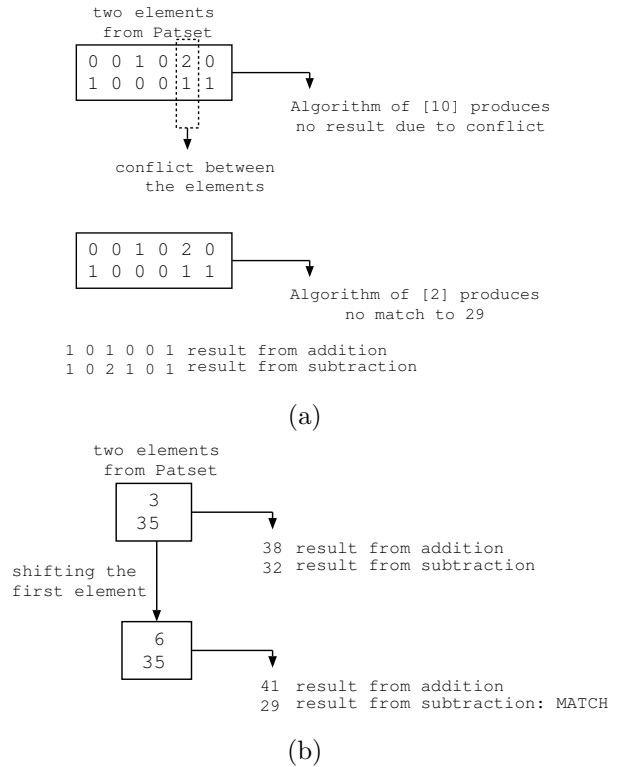 two elements
from Patset
0 0 1 0 2 0
1 0 0 0 1 1
Algorithm of [10] produces
no result due to conflict
conflict between
the elements
0 0 1 0 2 0
1 0 0 0 1 1
Algorithm of [2] produces
no match to 29
1 0 1 0 0 1 result from addition
1 0 2 1 0 1 result from subtraction
(a)
two elements
from Patset
3
35
38 result from addition
32 result from subtraction
shifting the
first element
6
35
41 result from addition
29 result from subtraction: MATCH
(b)